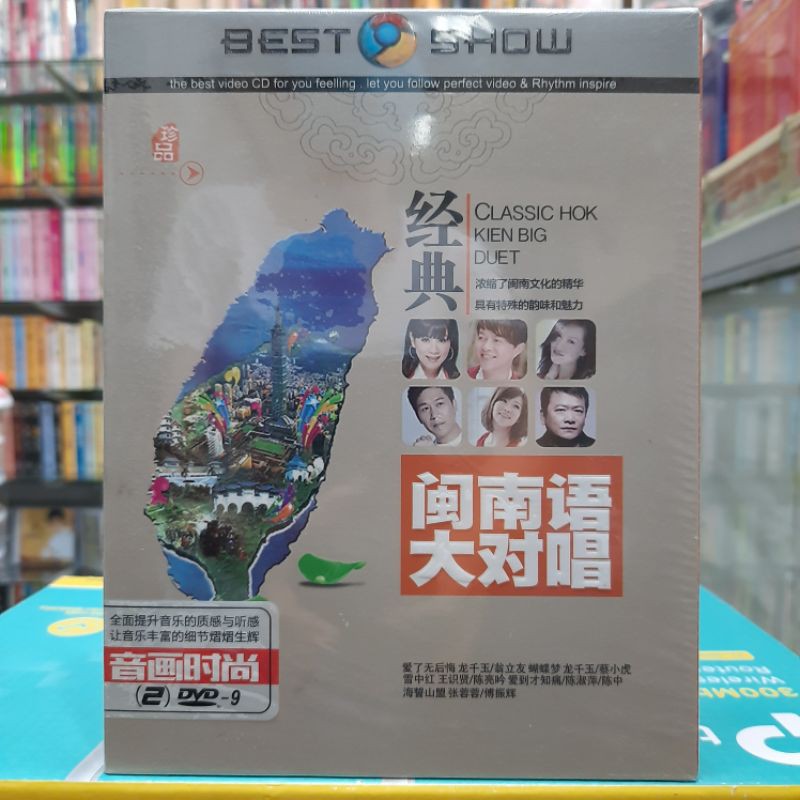 BEST SHOW
the best video CD for you feelling . let you follow perfect video & Rhythm inspire
珍品
经典
CLASSIC HOK
KIEN BIG
DUET
浓缩了闽南文化的精华
具有特殊的韵味和魅力
闽南语
大对唱
全面提升音乐的质感与听感
让音乐丰富的细节熠熠生辉
音画时尚
(2) DVD-9
爱了无后悔 龙千玉/翁立友 蝴蝶梦 龙千玉/蔡小虎
雪中红 王识贤/陈亮吟 爱到才知痛/陈淑萍/陈中
海誓山盟 张蓉蓉/傅振辉
300Mb
Wireless
Route